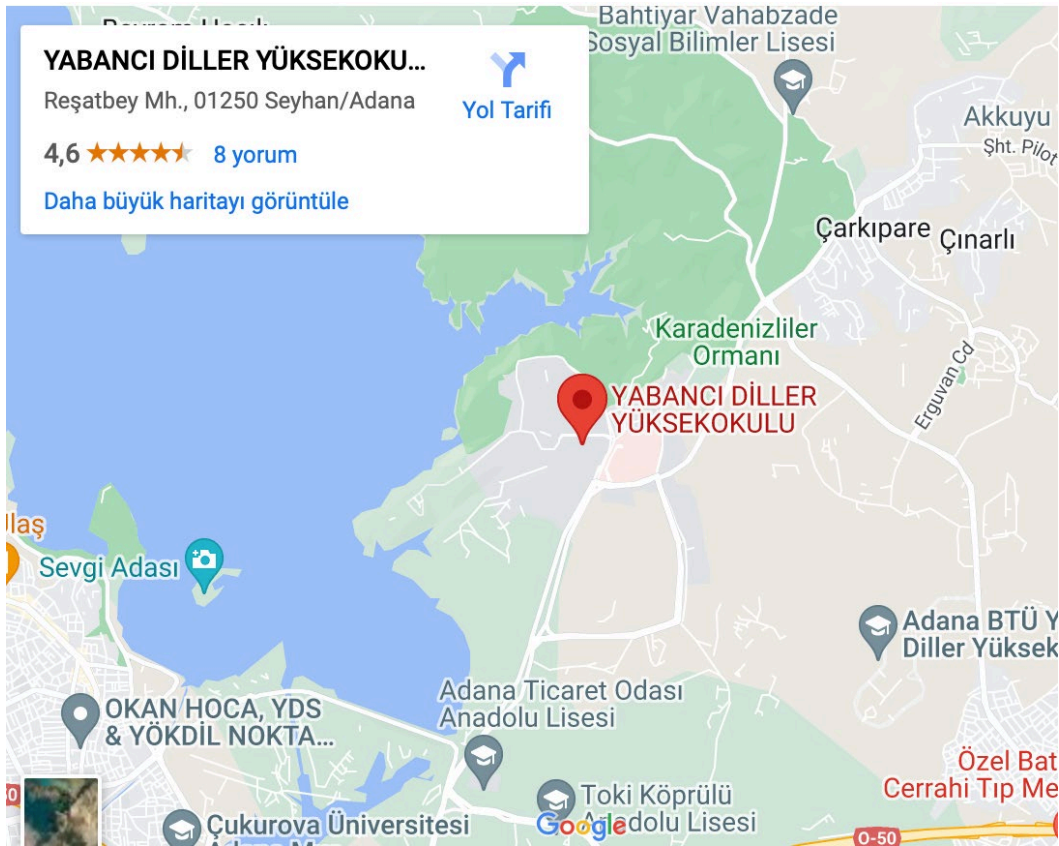 YABANCI DİLLER YÜKSEKOKU...
Reşatbey Mh., 01250 Seyhan/Adana
4,6
8 yorum
Daha büyük haritayı görüntüle
Yol Tarifi
Bahtiyar Vahabzade
Sosyal Bilimler Lisesi
Akkuyu
Şht. Pilot
Çarkıpare
Çınarlı
Karadenizliler
Ormanı
Erguvan Cd
YABANCI DİLLER
YÜKSEKOKULU
Sevgi Adası
Adana BTÜ Y
Diller Yüksek
Adana Ticaret Odası
Anadolu Lisesi
OKAN HOCA, YDS
& YÖKDİL NOKTA...
Özel Bat
Cerrahi Tıp Me
Toki Köprülü
Anadolu Lisesi
Google
Çukurova Üniversitesi
O-50